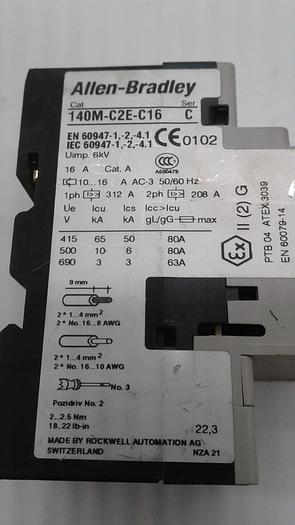 Allen-Bradley
Cat Ser
140M-C2E-C16 C
EN 60947-1,-2,-4.1
IEC 60947-1,-2,-4.1
CE 0102
Uimp. 6kV
CCC
16 A Cat. A
10...16 A AC-3 50/60 Hz
1ph 312 A 2ph 208 A
Ue Icu Ics Icc>Icu
V kA kA gL/gG max
415 65 50 80A
500 10 6 80A
690 3 3 63A
Ex II (2) G
PTB 04 ATEX 3039
EN 60079-14
9 mm
2 * 1...4 mm²
2 * No. 16...8 AWG
2 * 1...4 mm²
2 * No. 16...10 AWG
No. 3
Pozidriv No. 2
2...2.5 Nm
18...22 lb-in
22,3
MADE BY ROCKWELL AUTOMATION AG
SWITZERLAND NZA 21